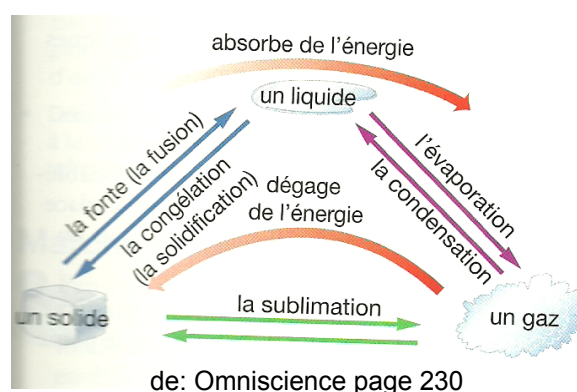 absorbe de l'énergie
un liquide
la fonte (la fusion)
la congélation
(la solidification)
dégage
de l'énergie
l'évaporation
la condensation
un solide
la sublimation
un gaz
de: Omniscience page 230